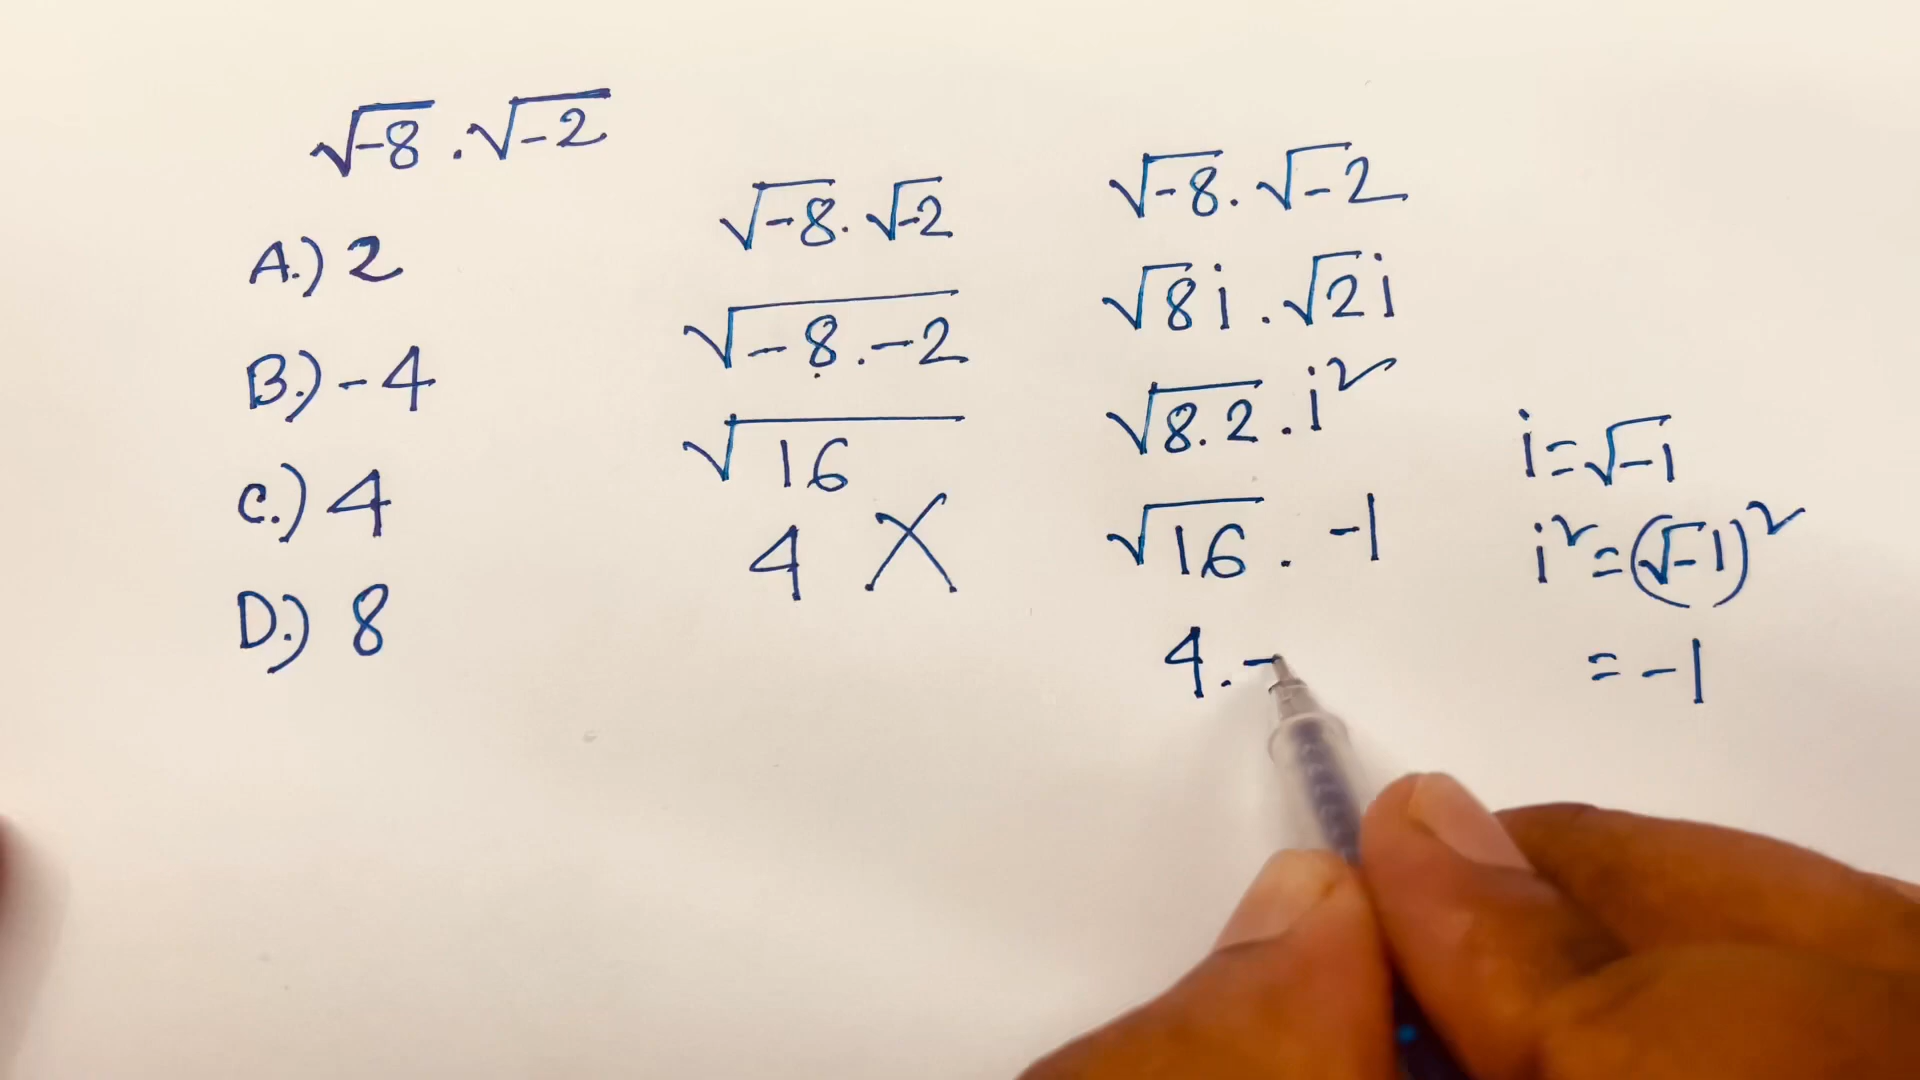 √-8 . √-2
A.) 2
B.) -4
C.) 4
D.) 8
√-8 . √-2
√-8 . -2
√16
4 X
√-8 . √-2
√8 i . √2 i
√8.2 . i²
√16 . -1
4 . -
i = √-1
i² = (√-1)²
= -1